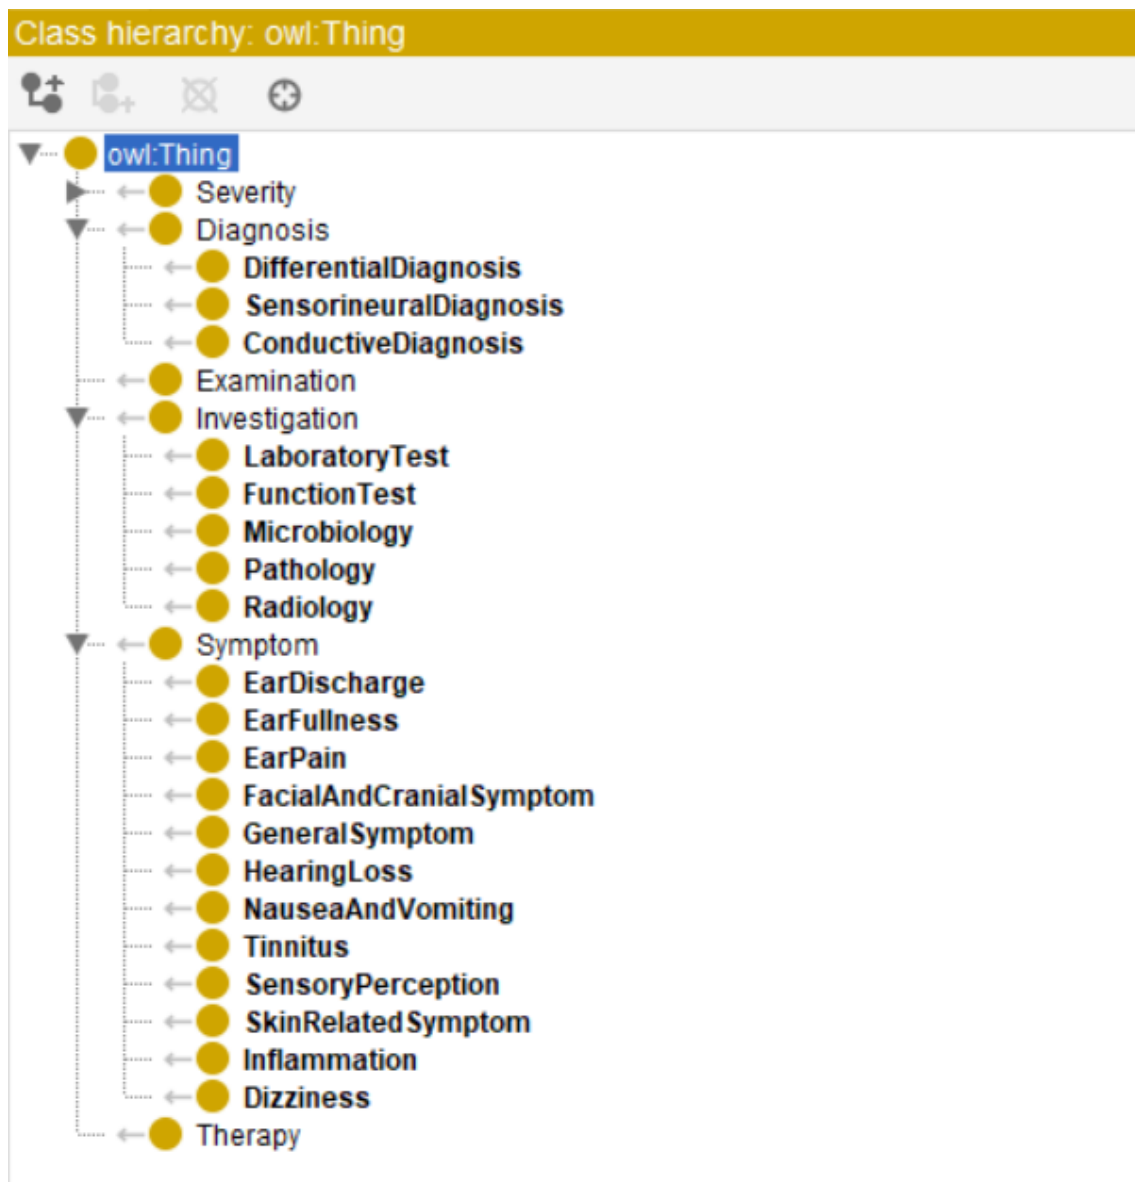 Class hierarchy: owl:Thing
owl:Thing
Severity
Diagnosis
DifferentialDiagnosis
SensorineuralDiagnosis
ConductiveDiagnosis
Examination
Investigation
LaboratoryTest
FunctionTest
Microbiology
Pathology
Radiology
Symptom
EarDischarge
EarFullness
EarPain
FacialAndCranialSymptom
GeneralSymptom
HearingLoss
NauseaAndVomiting
Tinnitus
SensoryPerception
SkinRelatedSymptom
Inflammation
Dizziness
Therapy